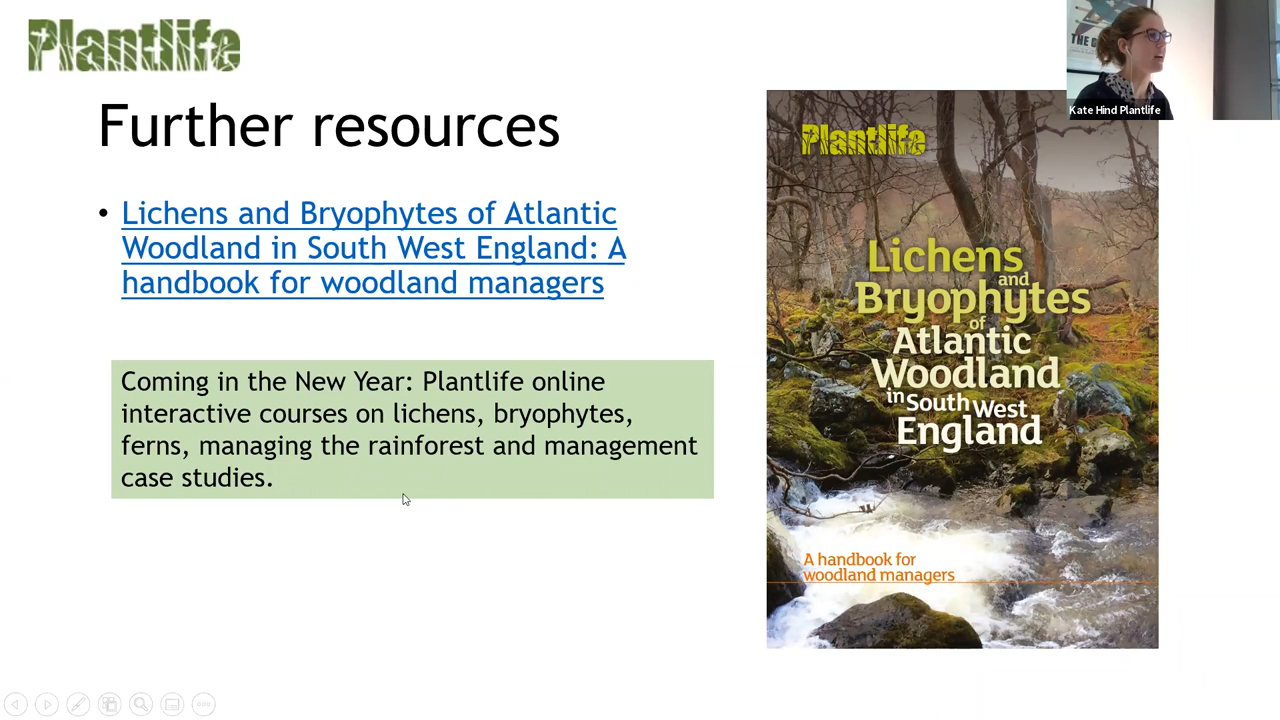 Plantlife
THE G
Kate Hind Plantlife
Further resources
• Lichens and Bryophytes of Atlantic
Woodland in South West England: A
handbook for woodland managers
Coming in the New Year: Plantlife online
interactive courses on lichens, bryophytes,
ferns, managing the rainforest and management
case studies.
Plantlife
Lichens
and
Bryophytes
of
Atlantic
Woodland
in South West
England
A handbook for
woodland managers